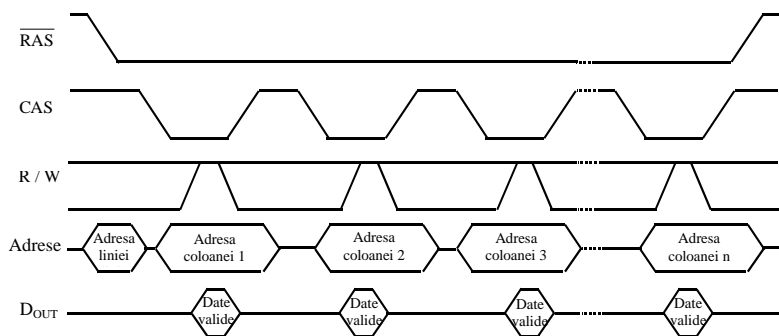 RAS
CAS
R / W
Adrese
Adresa
liniei
Adresa
coloanei 1
Adresa
coloanei 2
Adresa
coloanei 3
Adresa
coloanei n
DOUT
Date
valide
Date
valide
Date
valide
Date
valide